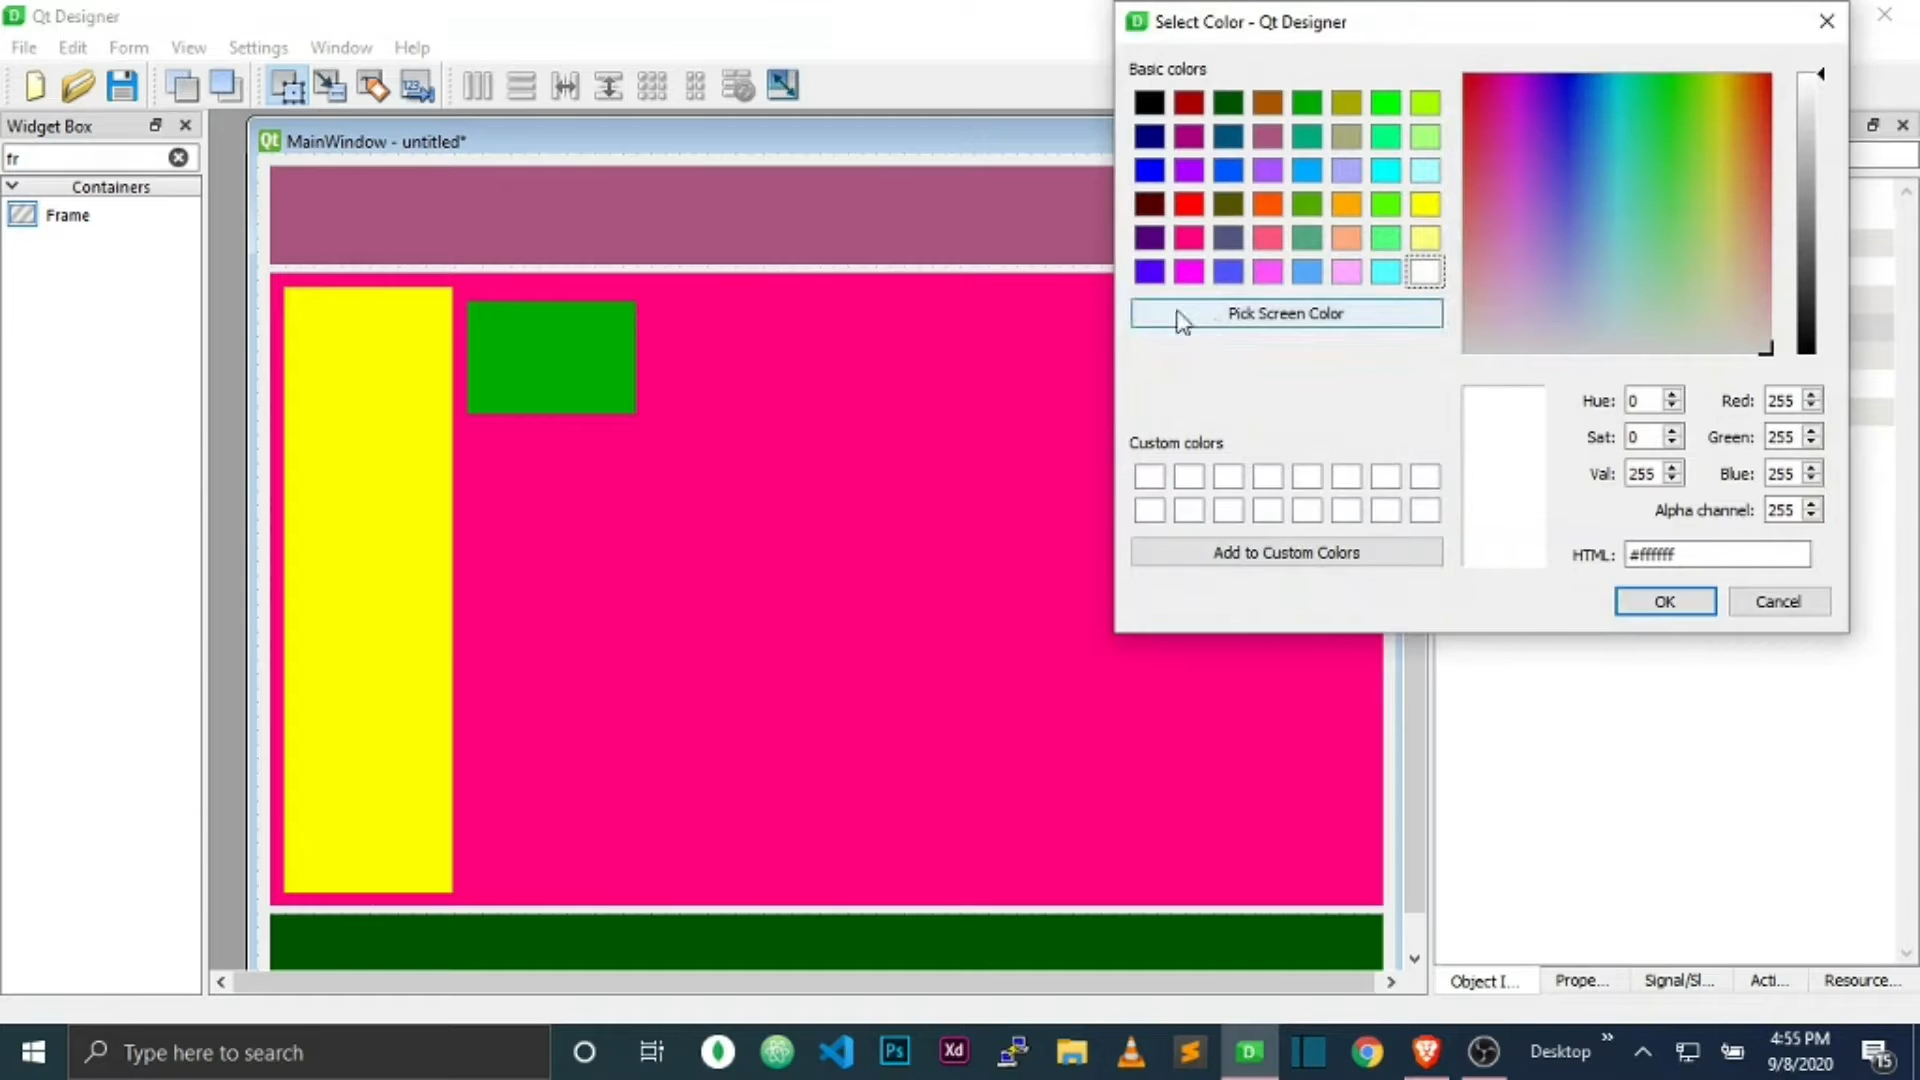 Qt Designer
File Edit Form View Settings Window Help
Widget Box
fr
Containers
Frame
MainWindow - untitled*
Select Color - Qt Designer
Basic colors
Pick Screen Color
Custom colors
Add to Custom Colors
Hue: 0 Red: 255
Sat: 0 Green: 255
Val: 255 Blue: 255
Alpha channel: 255
HTML: #ffffff
OK Cancel
Object I... Prope... Signal/Sl... Acti... Resource...
Type here to search
Desktop
4:55 PM
9/8/2020
15